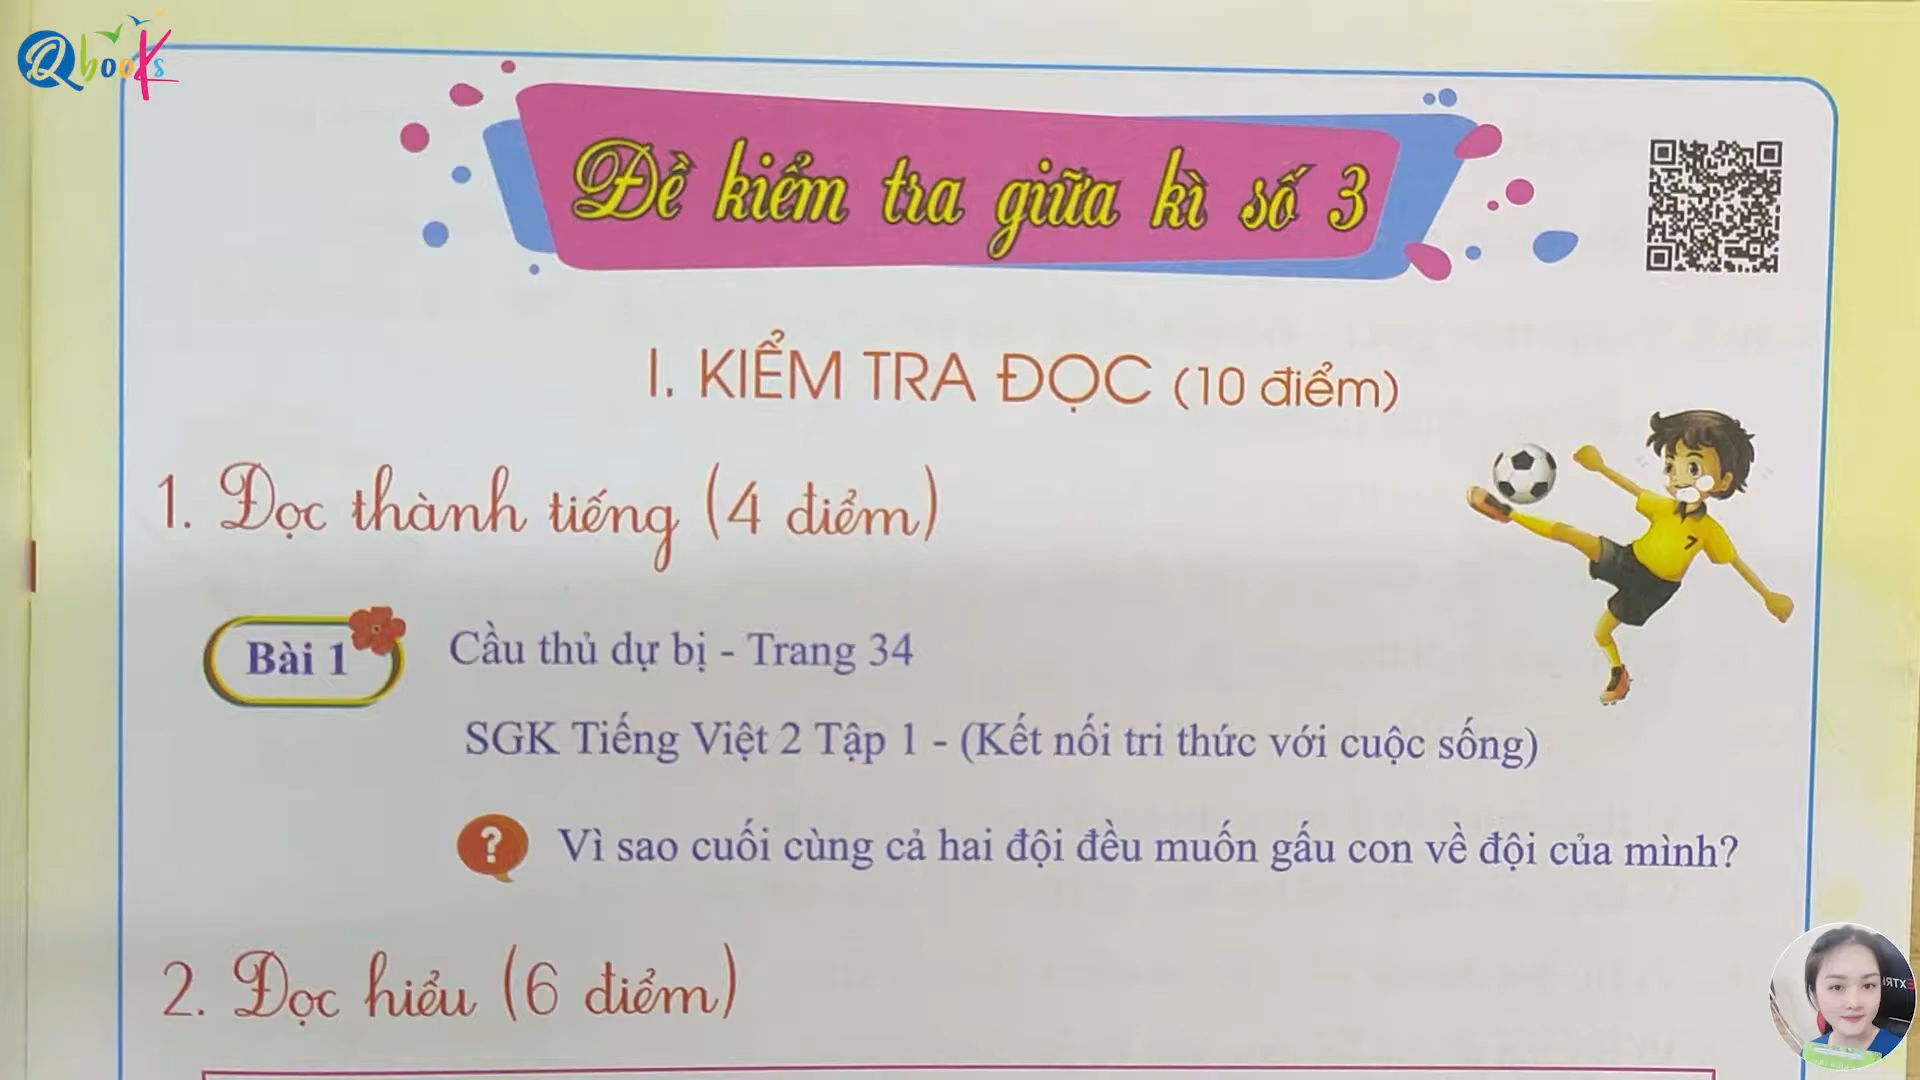 Qbooks
Đề kiểm tra giữa kì số 3
I. KIỂM TRA ĐỌC (10 điểm)
1. Đọc thành tiếng (4 điểm)
7
Bài 1
Cầu thủ dự bị - Trang 34
SGK Tiếng Việt 2 Tập 1 - (Kết nối tri thức với cuộc sống)
? Vì sao cuối cùng cả hai đội đều muốn gấu con về đội của mình?
2. Đọc hiểu (6 điểm)